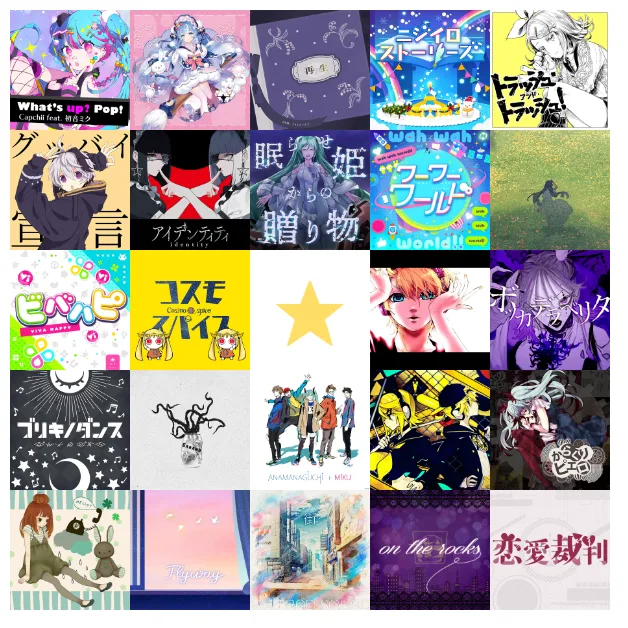 What's up? Pop!
Capchii feat. 初音ミク
再生
ニジイロ
ストーリーズ
トラッシュ
アンド
トラッシュ!
グッバイ
宣言
アイデンティティ
identity
眠らせ姫
からの
贈り物
wah wah
ワーワー
ワールド
world!!
ビバハピ
VIVA HAPPY
コスモ
Cosmo spice
スパイス
ボッカデラベリタ
ブリキノダンス
ANAMANAGUCHI + MIKU
からくり
ピエロ
Flyway
on the rocks
恋愛裁判